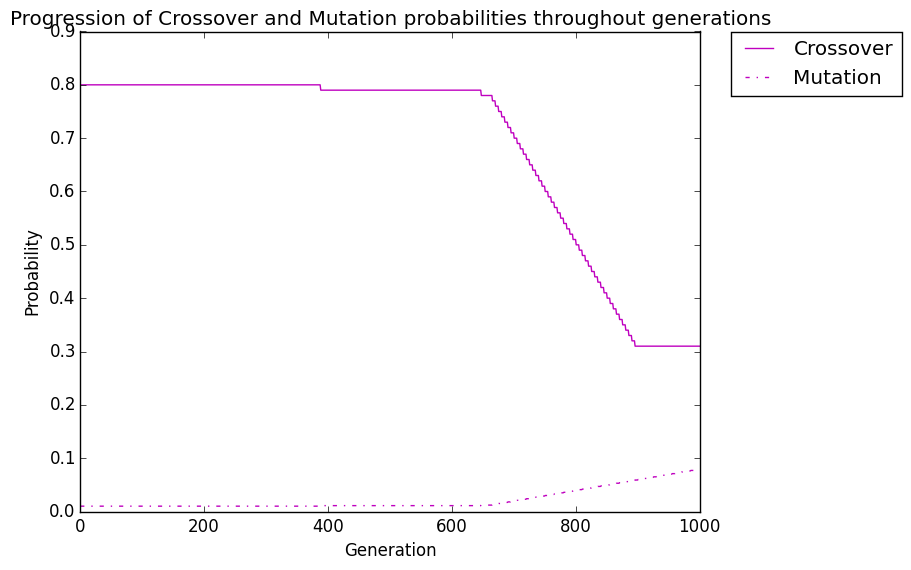 Progression of Crossover and Mutation probabilities throughout generations
Crossover
Mutation
0.9
0.8
0.7
0.6
0.5
0.4
0.3
0.2
0.1
0.0
Probability
0 200 400 600 800 1000
Generation